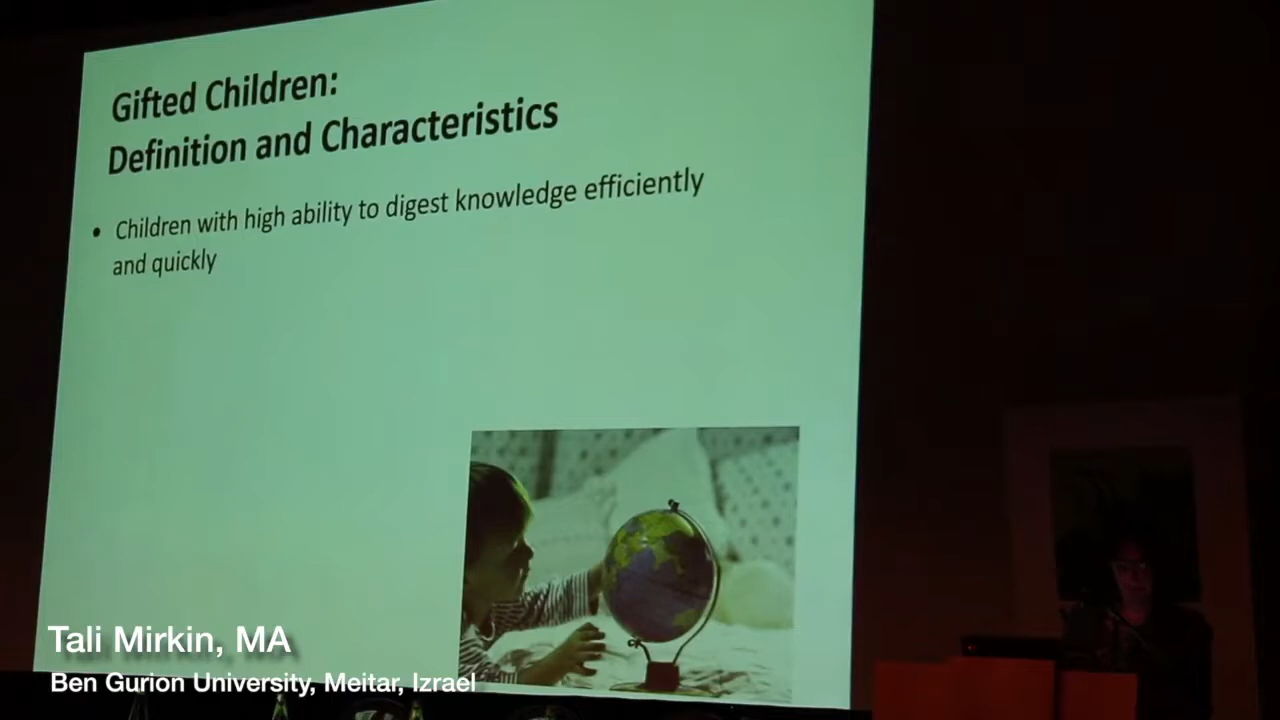 Gifted Children:
Definition and Characteristics
• Children with high ability to digest knowledge efficiently
and quickly
Tali Mirkin, MA
Ben Gurion University, Meitar, Izrael